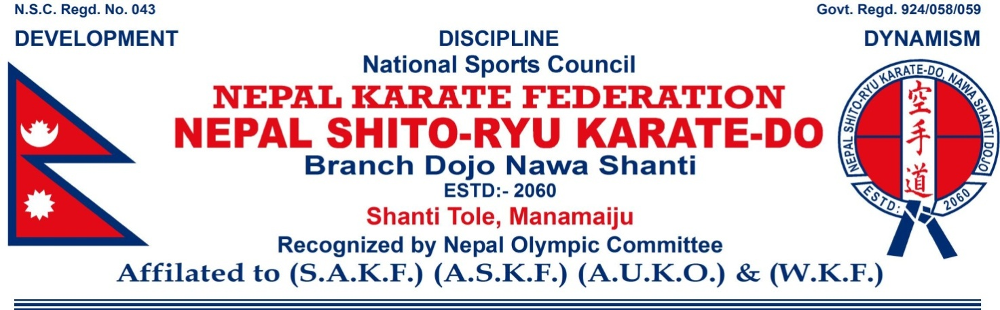 N.S.C. Regd. No. 043
Govt. Regd. 924/058/059
DEVELOPMENT
DISCIPLINE
DYNAMISM
National Sports Council
NEPAL KARATE FEDERATION
NEPAL SHITO-RYU KARATE-DO
Branch Dojo Nawa Shanti
ESTD:- 2060
Shanti Tole, Manamaiju
Recognized by Nepal Olympic Committee
Affilated to (S.A.K.F.) (A.S.K.F.) (A.U.K.O.) & (W.K.F.)
NEPAL SHITO-RYU KARATE-DO, NAWA SHANTI DOJO
空手道
ESTD: 2060